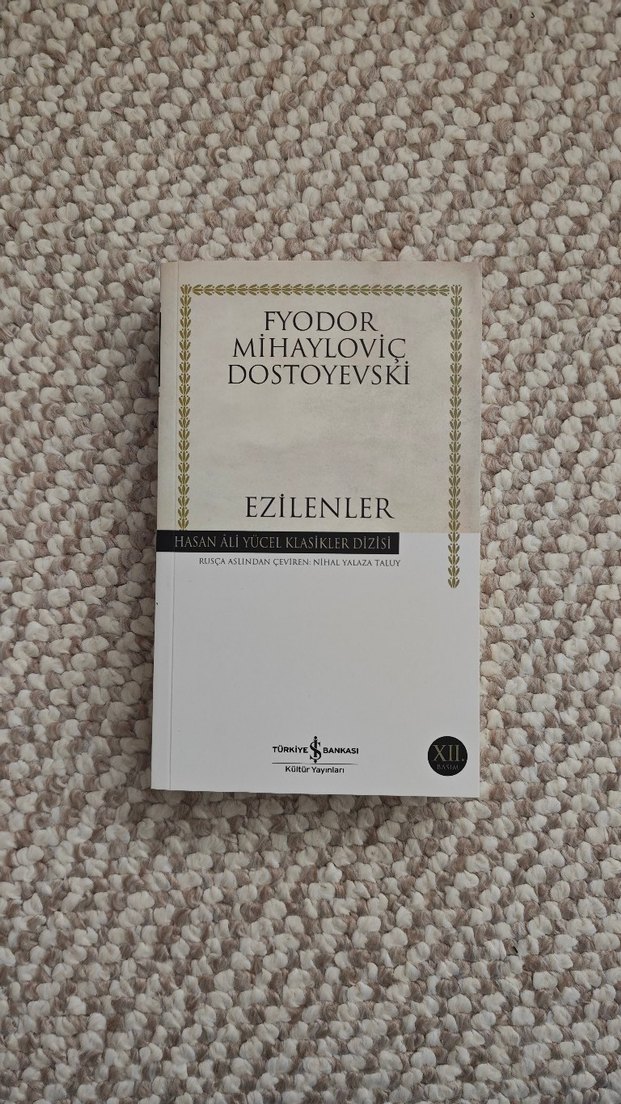 FYODOR
MİHAYLOVİÇ
DOSTOYEVSKİ
EZİLENLER
HASAN ÂLİ YÜCEL KLASİKLER DİZİSİ
RUSÇA ASLINDAN ÇEVİREN: NİHAL YALAZA TALUY
TÜRKİYE İŞ BANKASI
Kültür Yayınları
XII.
BASIM